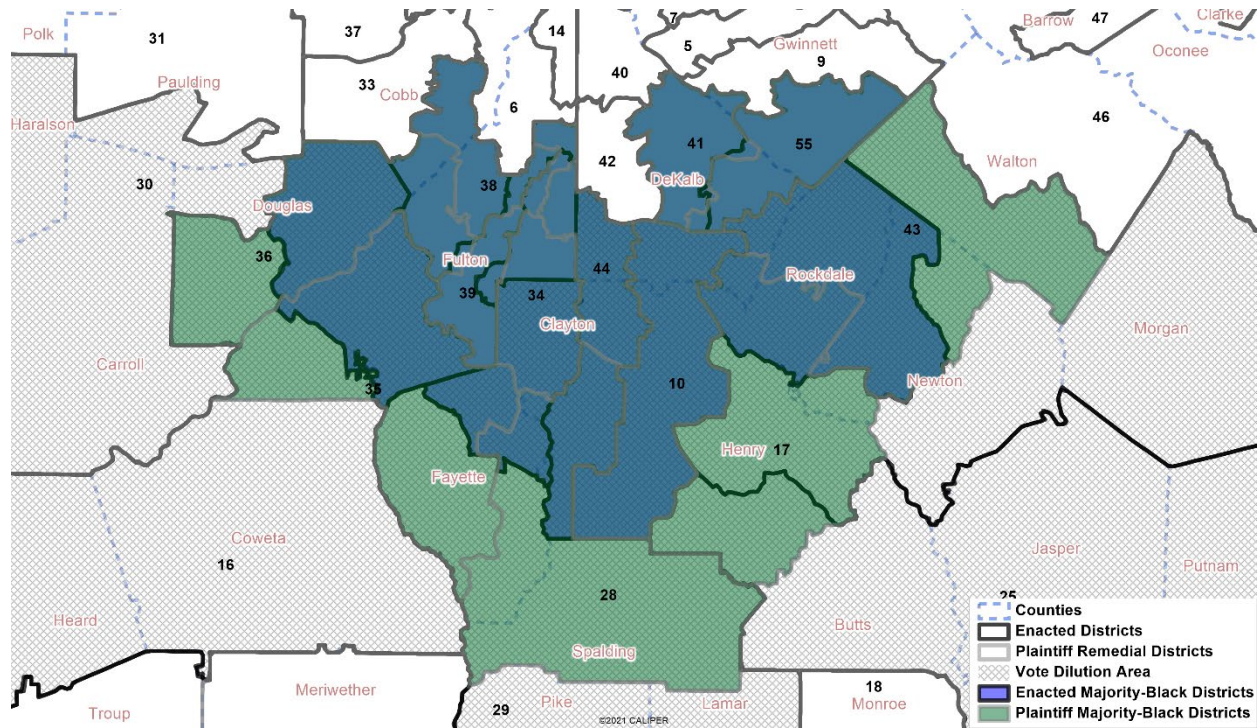 Polk
31
37
14
7
Barrow
47
Clarke
5
Gwinnett
Oconee
Paulding
33
Cobb
40
9
6
Haralson
42
41
55
46
30
DeKalb
Walton
38
Douglas
36
Fulton
43
44
Rockdale
39
34
Clayton
Morgan
Carroll
35
10
Newton
Henry
17
Fayette
Coweta
16
Jasper
Putnam
28
25
Heard
Butts
Spalding
18
Meriwether
Pike
Lamar
Monroe
29
Troup
©2021 CALIPER
Counties
Enacted Districts
Plaintiff Remedial Districts
Vote Dilution Area
Enacted Majority-Black Districts
Plaintiff Majority-Black Districts